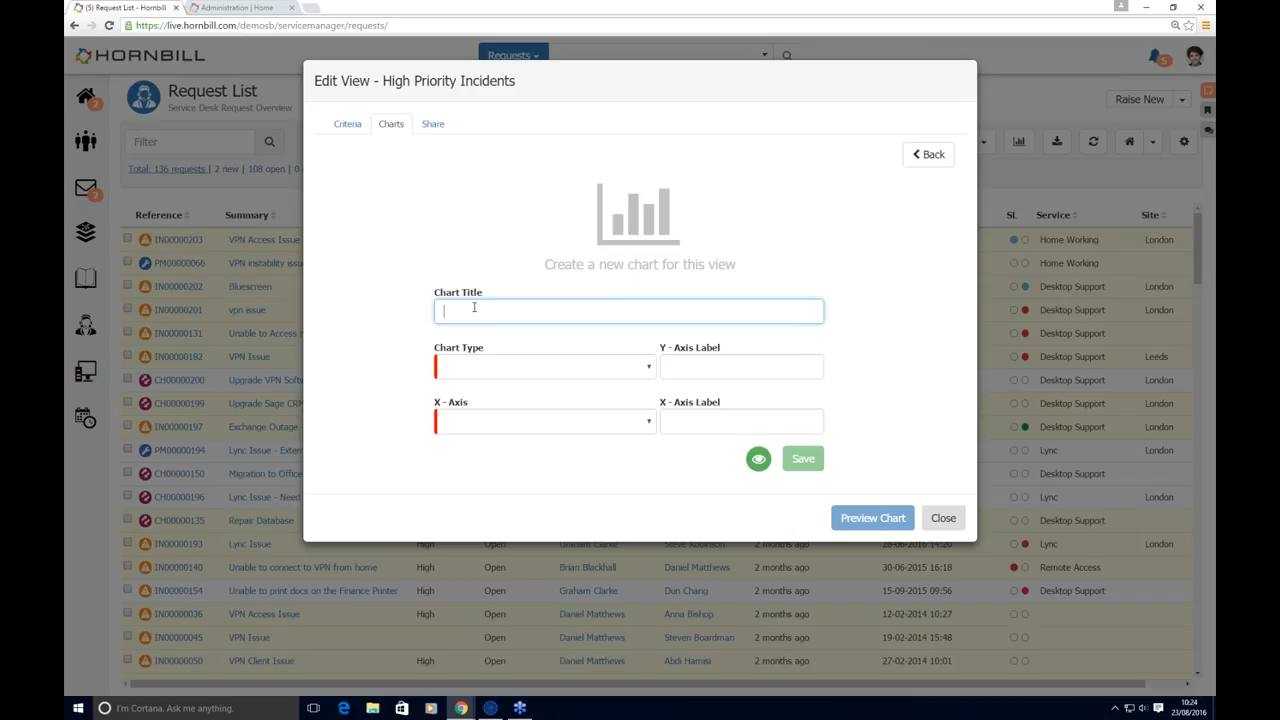 (5) Request List - Hornbill
Administration | Home
https://live.hornbill.com/demosb/servicemanager/requests/
HORNBILL
Requests
5
Request List
Service Desk Request Overview
Raise New
Filter
Total: 136 requests | 2 new | 108 open | 0
Edit View - High Priority Incidents
Criteria
Charts
Share
Back
Create a new chart for this view
Chart Title
Chart Type
Y - Axis Label
X - Axis
X - Axis Label
Save
Preview Chart
Close
Reference Summary SL Service Site
IN00000203 VPN Access Issue Home Working London
PM00000066 VPN instability issu Home Working
IN00000202 Bluescreen Desktop Support London
IN00000201 vpn issue Desktop Support London
IN00000131 Unable to Access Desktop Support London
IN00000182 VPN Issue Desktop Support Leeds
CH00000200 Upgrade VPN Softw Desktop Support
CH00000199 Upgrade Sage CRM Desktop Support
IN00000197 Exchange Outage - Desktop Support London
PM00000194 Lync Issue - Exter Lync
CH00000150 Migration to Office Desktop Support
CH00000196 Lync Issue - Need Lync London
CH00000135 Repair Database Desktop Support
IN00000193 Lync Issue High Open Graham Clarke Steve Robinson 2 months ago 28-06-2016 14:20 Lync London
IN00000140 Unable to connect to VPN from home High Open Brian Blackhall Daniel Matthews 2 months ago 30-06-2015 16:18 Remote Access
IN00000154 Unable to print docs on the Finance Printer High Open Graham Clarke Dun Chang 2 months ago 15-09-2015 09:56 Desktop Support
IN00000036 VPN Access Issue High Open Daniel Matthews Anna Bishop 2 months ago 12-02-2014 10:27
IN00000045 VPN Issue Open Daniel Matthews Steven Boardman 2 months ago 19-02-2014 15:48
IN00000050 VPN Client Issue High Open Daniel Matthews Abdi Hamisi 2 months ago 27-02-2014 10:01
I'm Cortana. Ask me anything.
10:24
23/08/2016